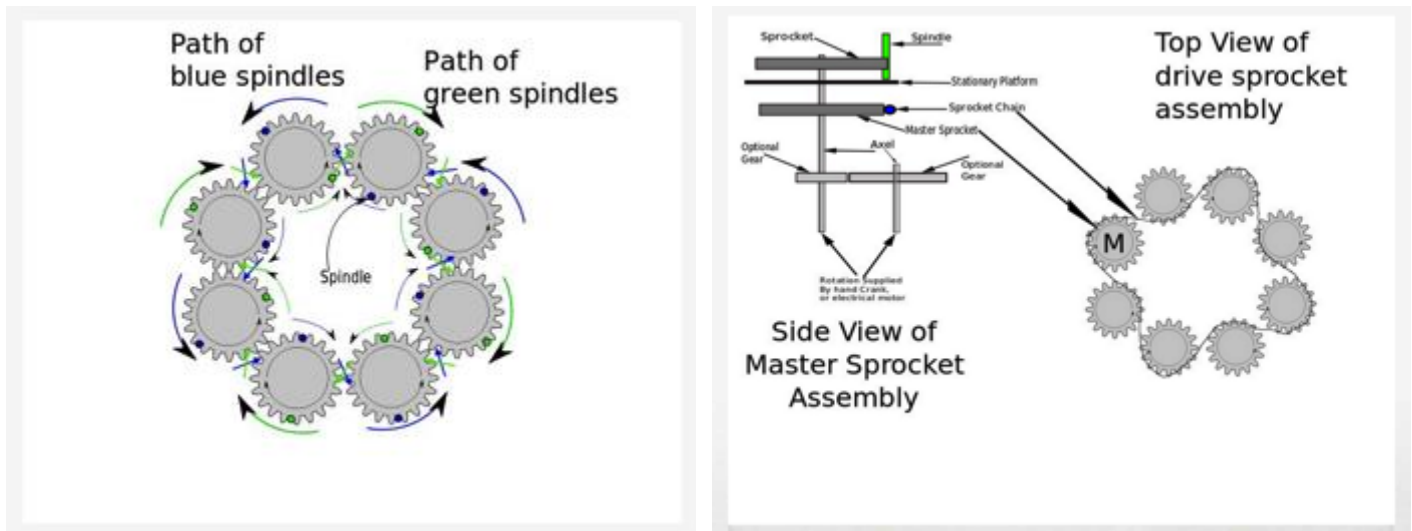 Path of
blue spindles
Path of
green spindles
Spindle
Sprocket
Spindle
Stationary Platform
Sprocket Chain
Master Sprocket
Optional
Gear
Axel
Optional
Gear
Rotation Supplied
By hand Crank,
or electrical motor
Side View of
Master Sprocket
Assembly
Top View of
drive sprocket
assembly
M